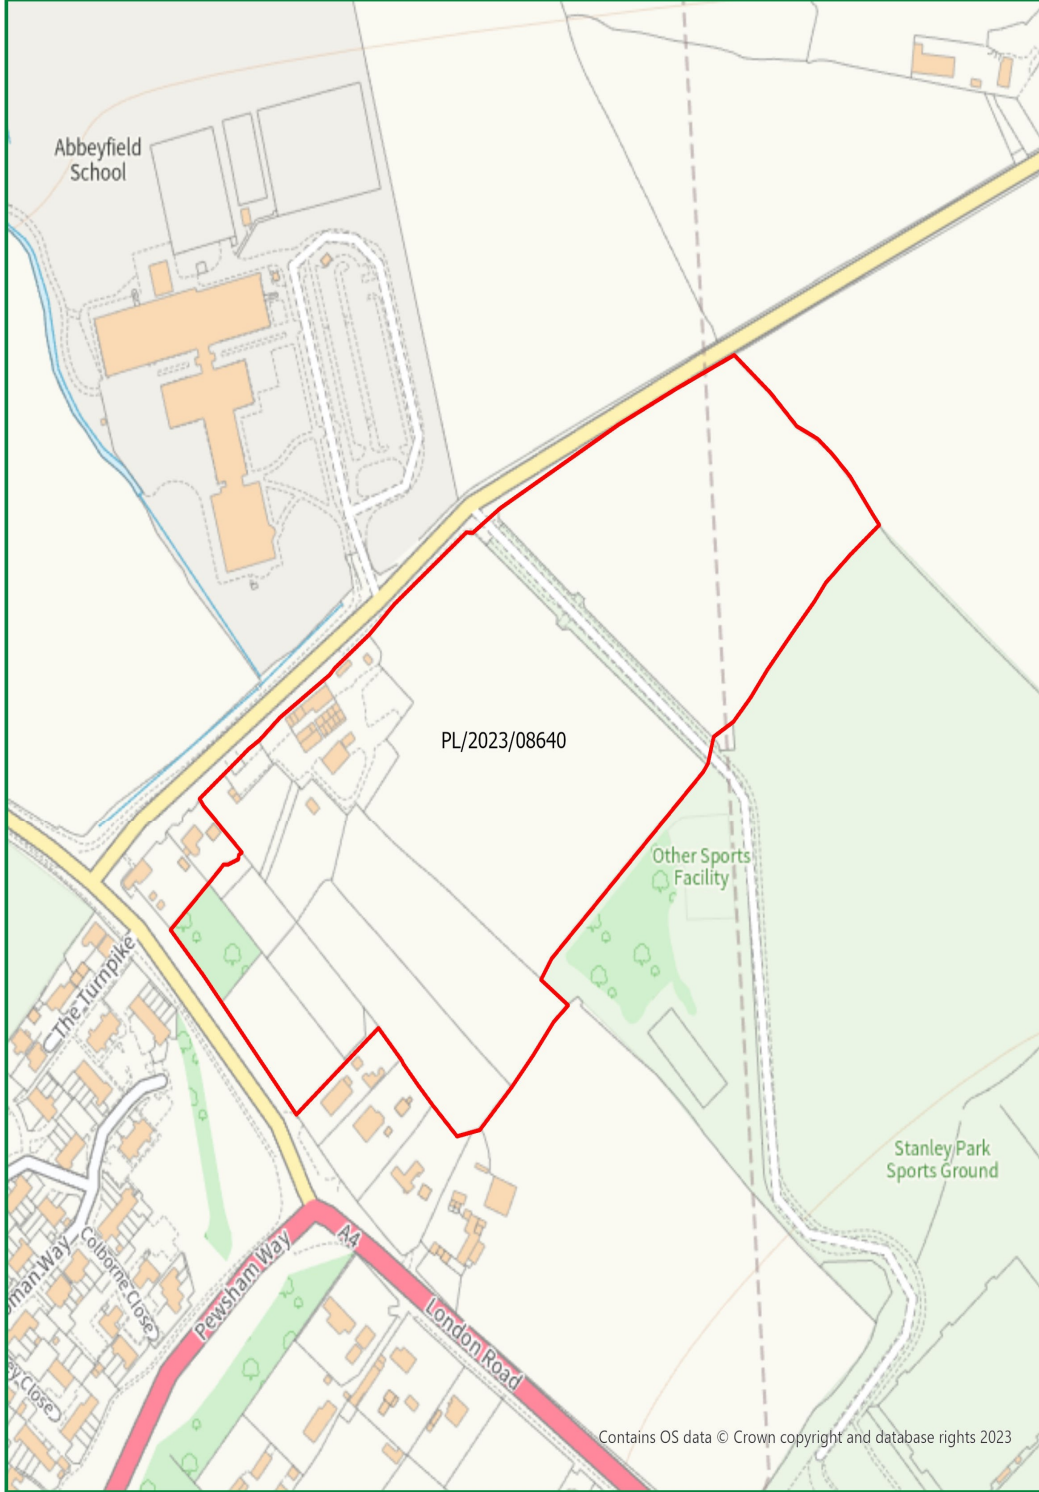 Abbeyfield
School
PL/2023/08640
Other Sports
Facility
The Turnpike
Stanley Park
Sports Ground
Colborne Close
Pewsham Way
A4
London Road
Contains OS data © Crown copyright and database rights 2023